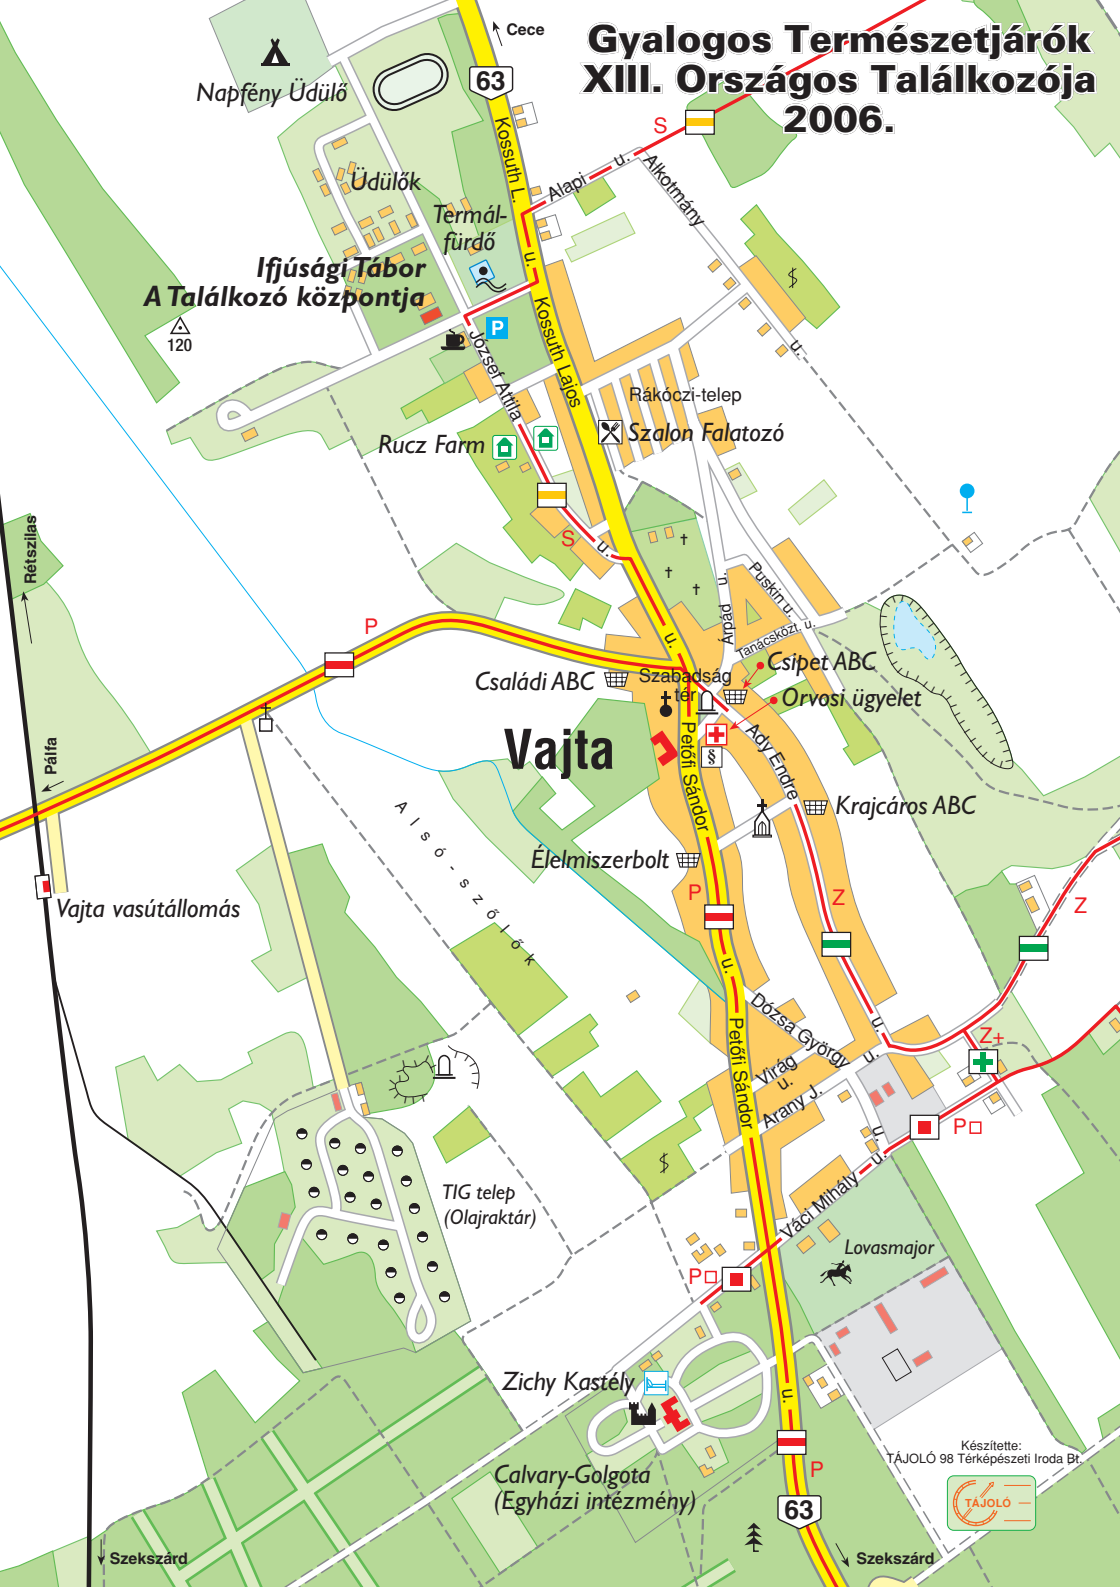 Gyalogos Természetjárók
XIII. Országos Találkozója
2006.
Cece
63
Napfény Üdülő
Kossuth L.
u.
S
Alapi u.
Alkotmány
u.
Üdülők
Termál-
fürdő
Ifjúsági Tábor
A Találkozó központja
120
P
József Attila
u.
Kossuth Lajos
u.
Rákóczi-telep
Szalon Falatozó
Rucz Farm
S
Rétszilas
Puskin u.
Árpád u.
Tanácsközt. u.
P
Csipet ABC
Családi ABC
Szabadság
tér
Orvosi ügyelet
§
Vajta
Petőfi Sándor
u.
Ady Endre
u.
Pálfa
Krajcáros ABC
Alsó-szőlők
Élelmiszerbolt
P
Z
Z
Vajta vasútállomás
Dózsa György
u.
Petőfi Sándor
u.
Virág
u.
Arany J.
u.
Z+
P
TIG telep
(Olajraktár)
Váci Mihály u.
Lovasmajor
P
Zichy Kastély
Calvary-Golgota
(Egyházi intézmény)
P
63
Készítette:
TÁJOLÓ 98 Térképészeti Iroda Bt.
TÁJOLÓ
Szekszárd
Szekszárd